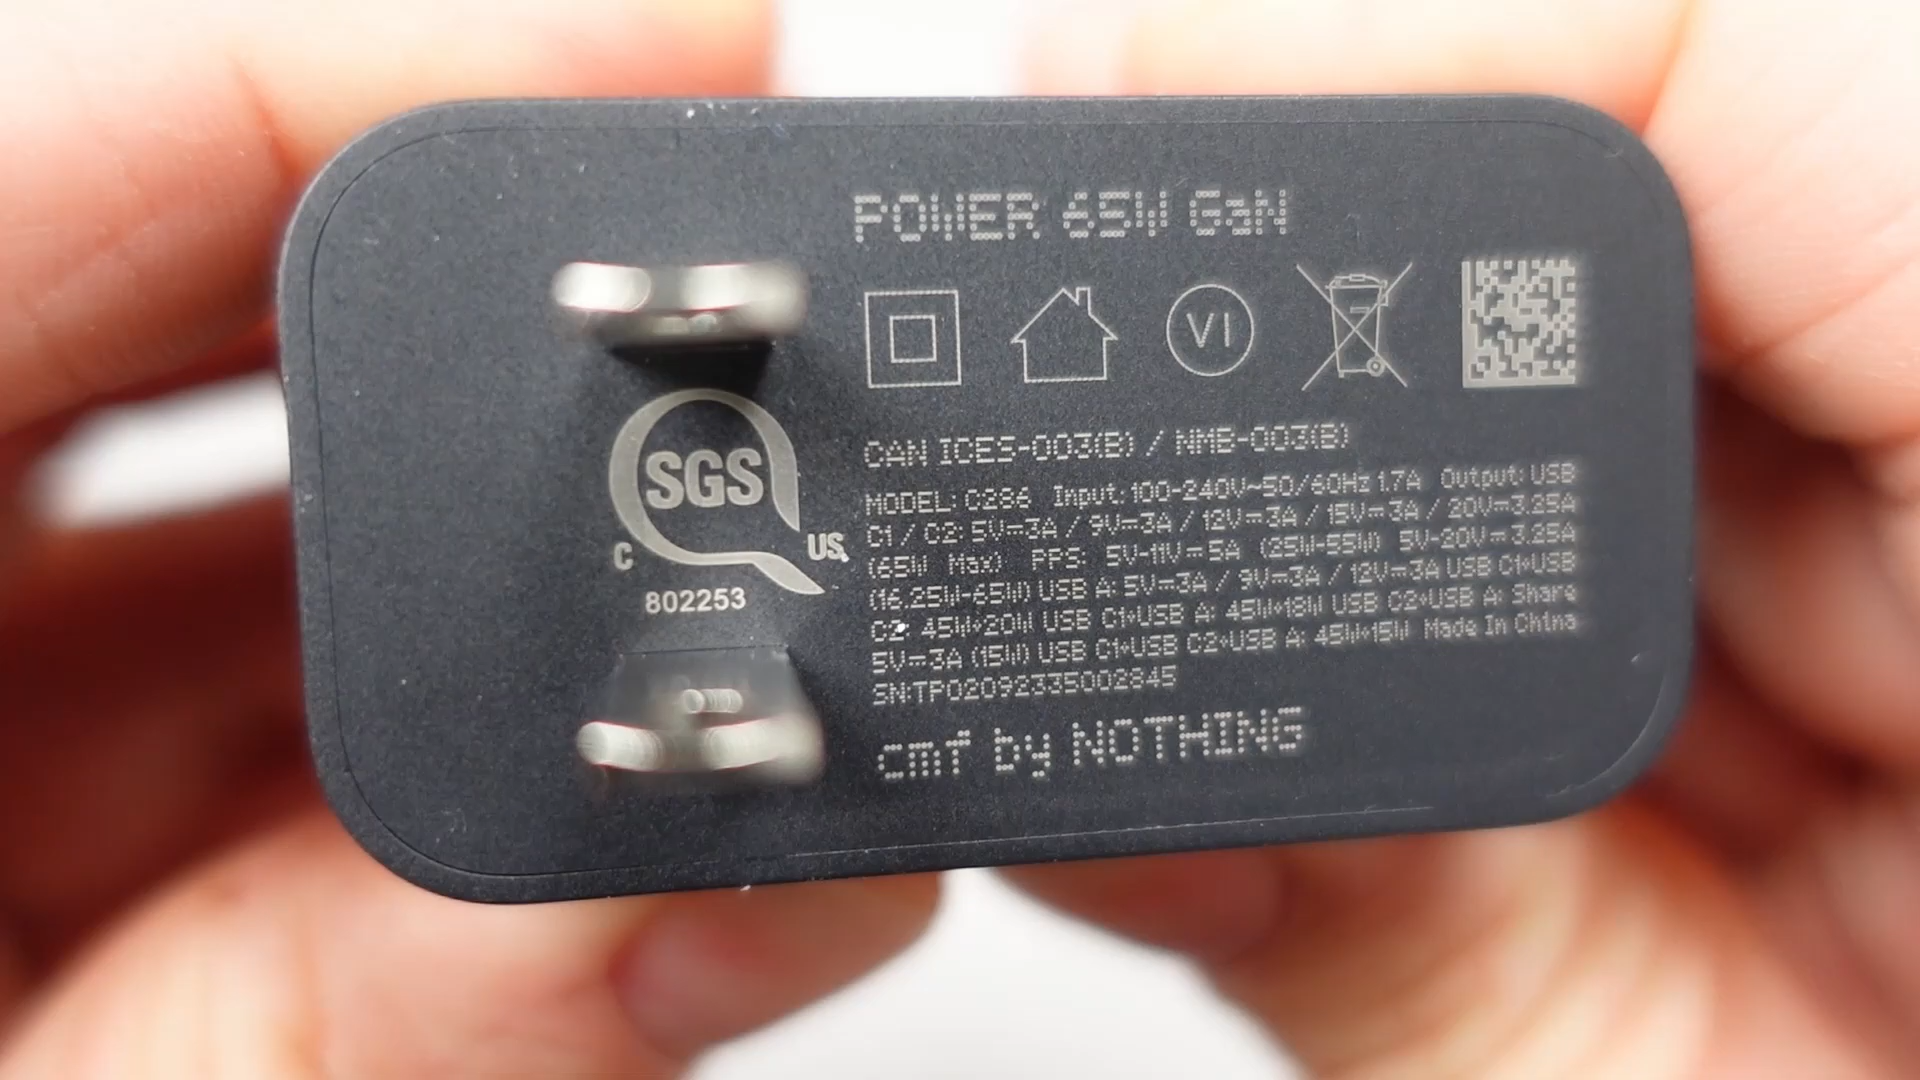 POWER 65W GaN
VI
SGS
C US
802253
CAN ICES-003(B) / NMB-003(B)
MODEL: C286 Input:100-240V~50/60Hz 1.7A Output: USB
C1 / C2: 5V⎓3A / 9V⎓3A / 12V⎓3A / 15V⎓3A / 20V⎓3.25A
(65W Max) PPS: 5V-11V⎓5A (25W-55W) 5V-20V⎓3.25A
(16.25W-65W) USB A: 5V⎓3A / 9V⎓3A / 12V⎓3A USB C1+USB
C2: 45W+20W USB C1+USB A: 45W+18W USB C2+USB A: Share
5V⎓3A (15W) USB C1+USB C2+USB A: 45W+15W Made In China
SN:TP02092335002845
cmf by NOTHING